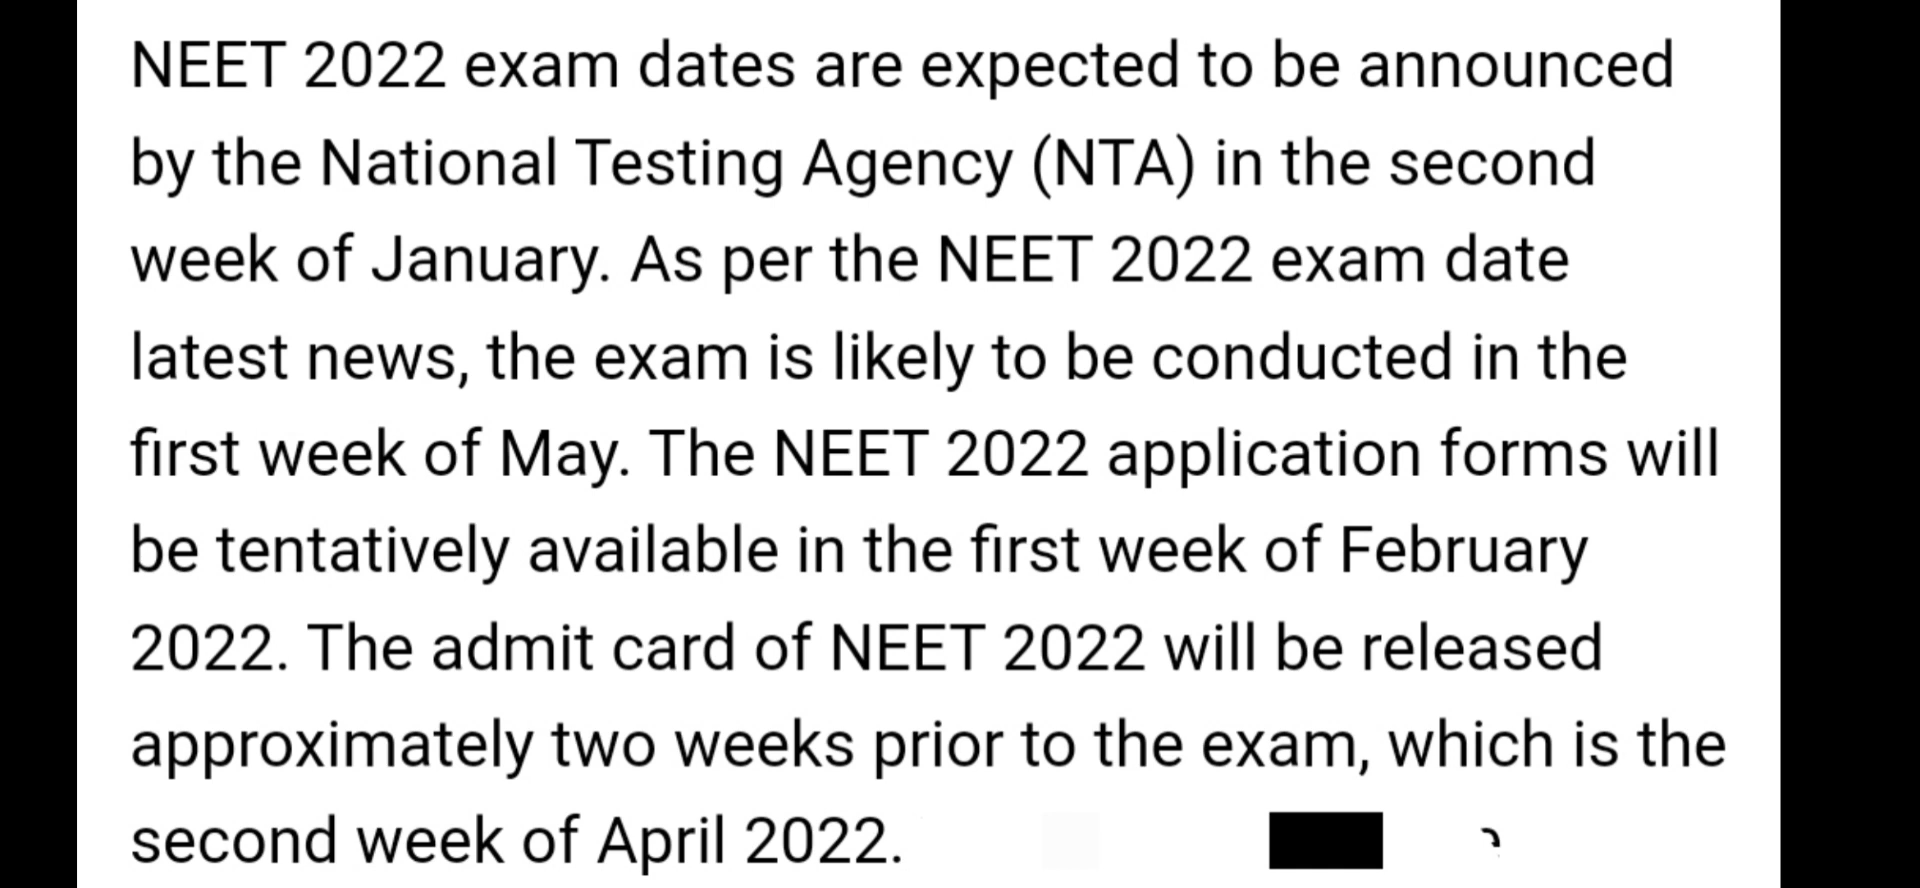 NEET 2022 exam dates are expected to be announced
by the National Testing Agency (NTA) in the second
week of January. As per the NEET 2022 exam date
latest news, the exam is likely to be conducted in the
first week of May. The NEET 2022 application forms will
be tentatively available in the first week of February
2022. The admit card of NEET 2022 will be released
approximately two weeks prior to the exam, which is the
second week of April 2022.